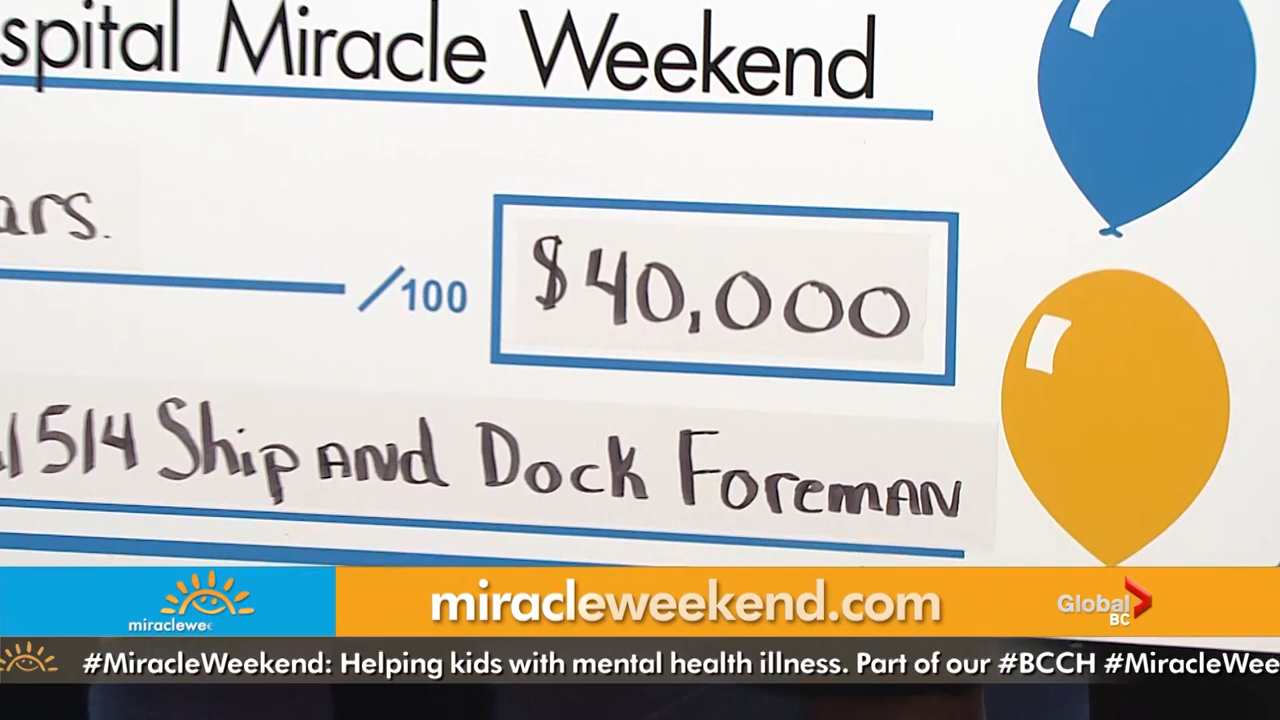 spital Miracle Weekend
ars.
/100
$40,000
l 514 Ship AND Dock Foreman
miraclewee
miracleweekend.com
Global
BC
#MiracleWeekend: Helping kids with mental health illness. Part of our #BCCH #MiracleWee